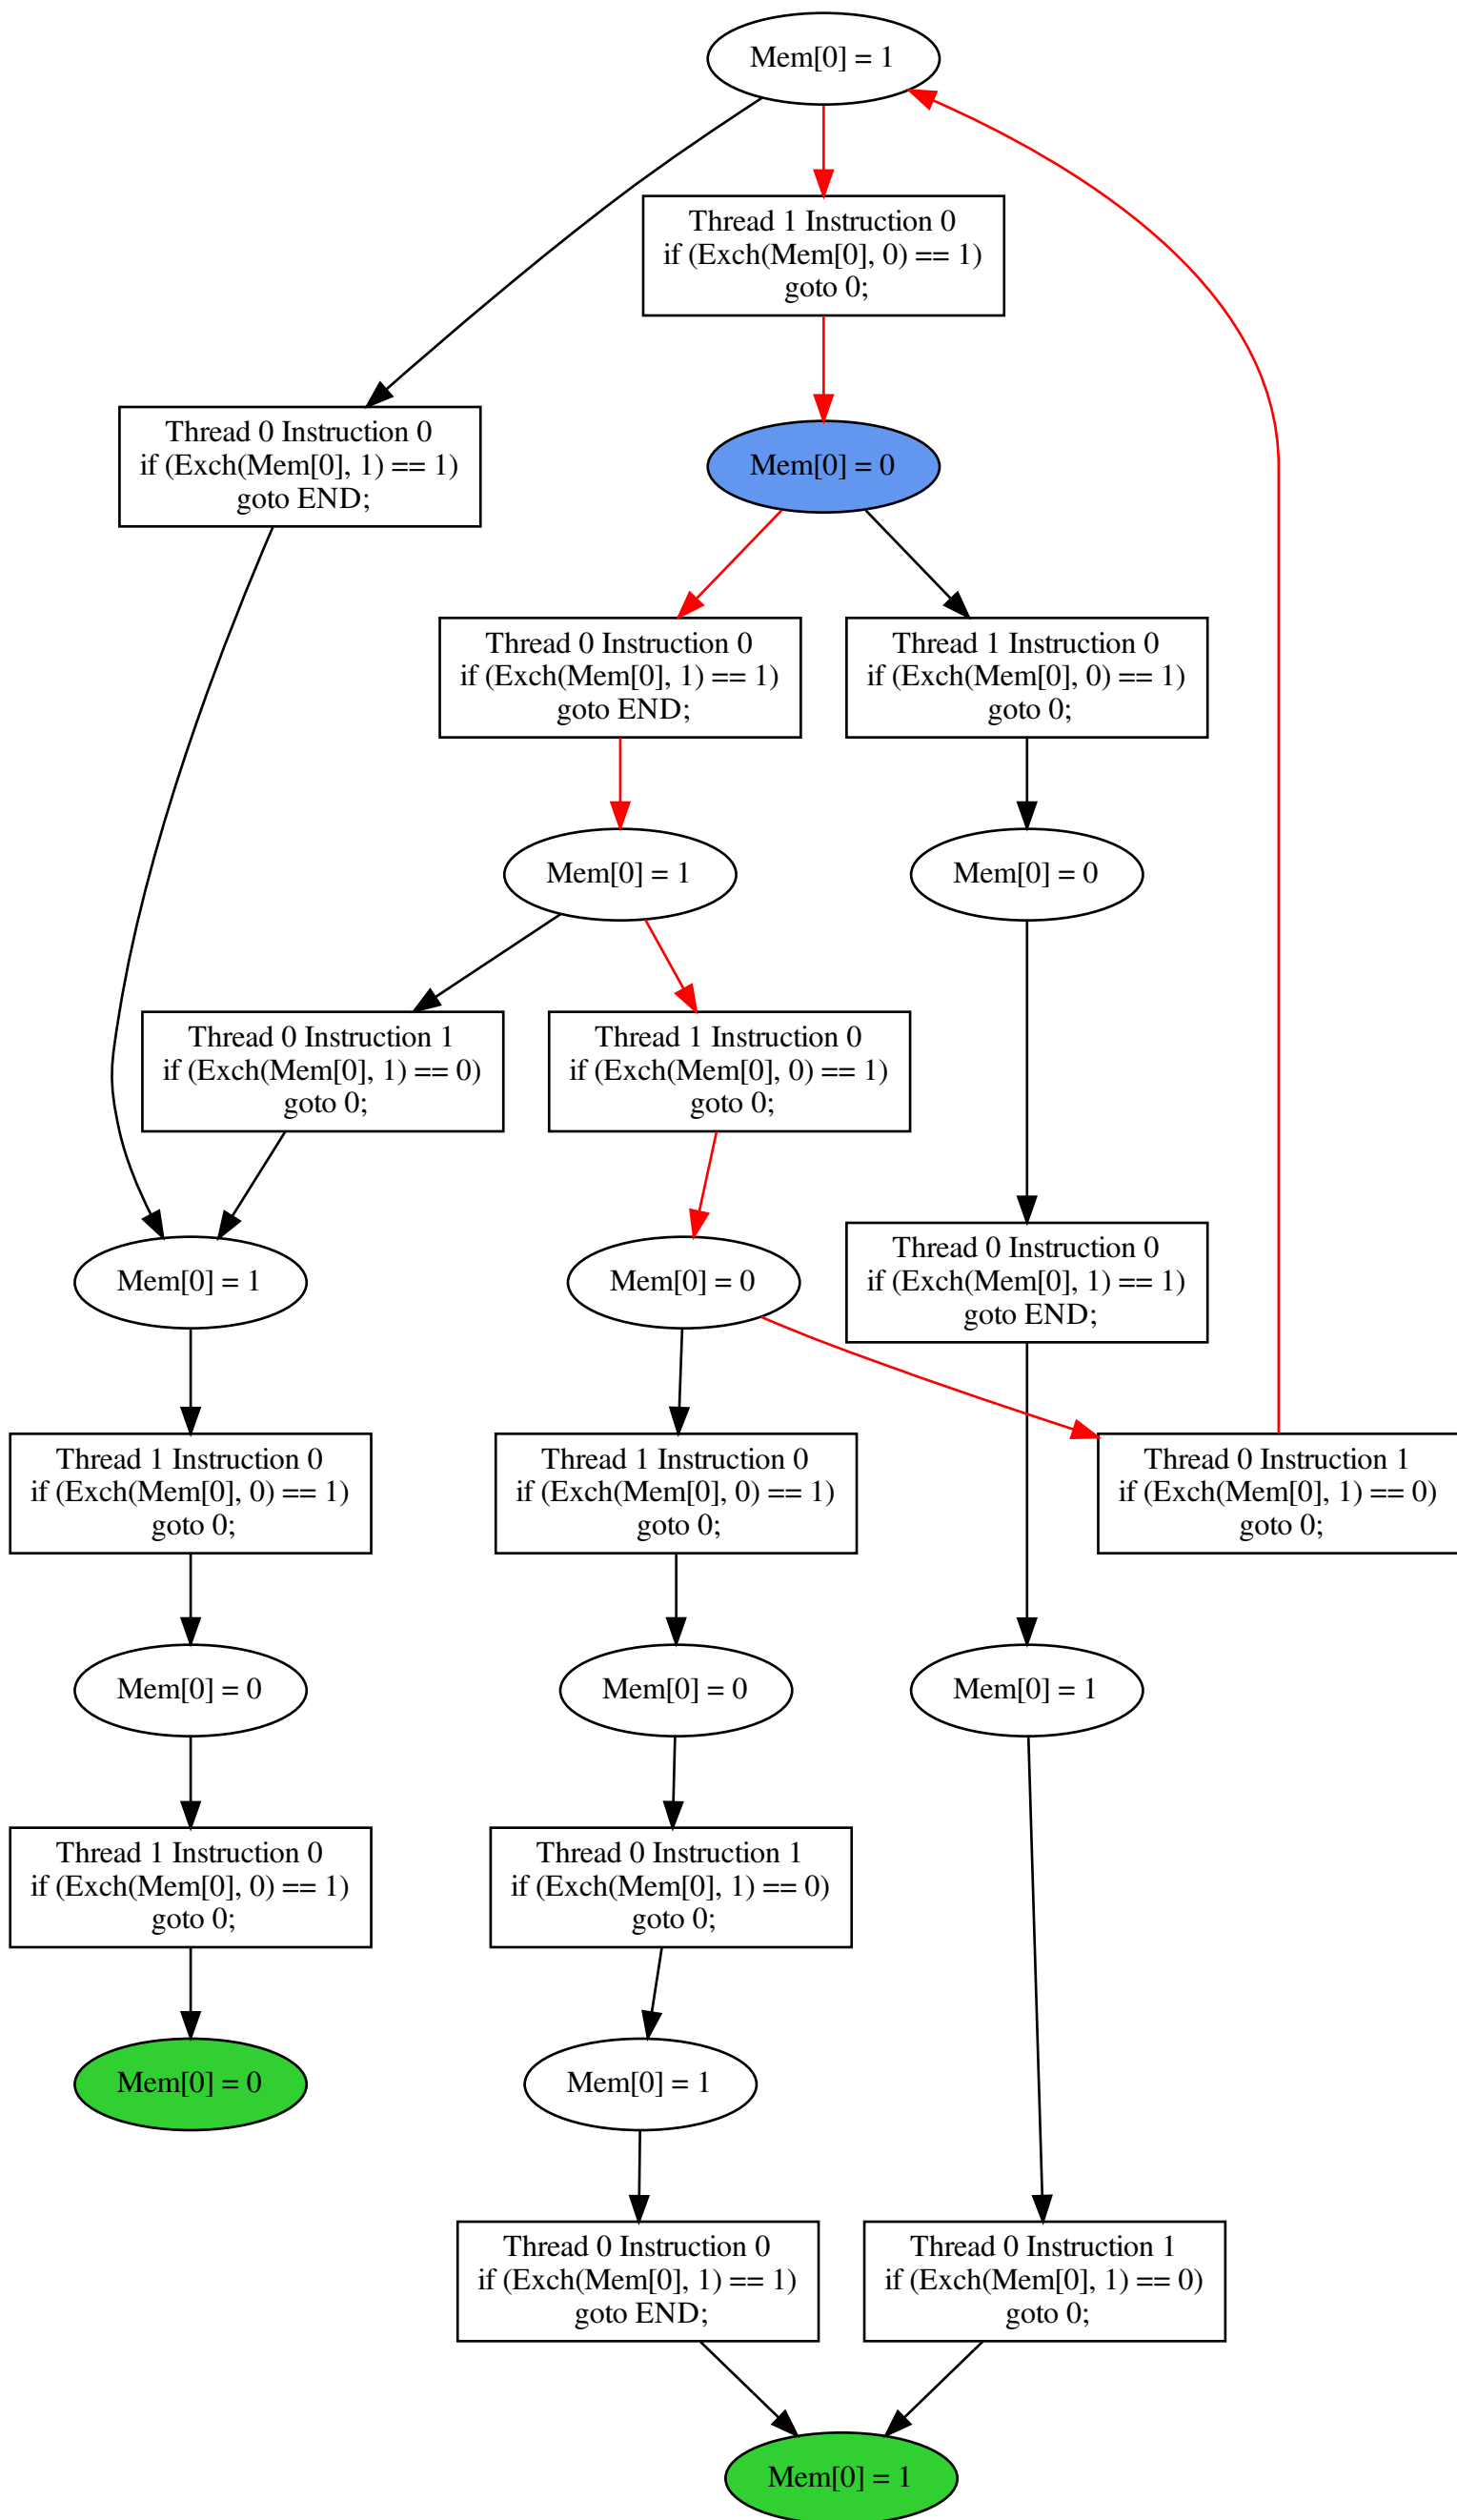 Mem[0] = 1
Thread 1 Instruction 0
if (Exch(Mem[0], 0) == 1)
goto 0;
Thread 0 Instruction 0
if (Exch(Mem[0], 1) == 1)
goto END;
Mem[0] = 0
Thread 0 Instruction 0
if (Exch(Mem[0], 1) == 1)
goto END;
Thread 1 Instruction 0
if (Exch(Mem[0], 0) == 1)
goto 0;
Mem[0] = 1
Mem[0] = 0
Thread 0 Instruction 1
if (Exch(Mem[0], 1) == 0)
goto 0;
Thread 1 Instruction 0
if (Exch(Mem[0], 0) == 1)
goto 0;
Mem[0] = 1
Mem[0] = 0
Thread 0 Instruction 0
if (Exch(Mem[0], 1) == 1)
goto END;
Thread 1 Instruction 0
if (Exch(Mem[0], 0) == 1)
goto 0;
Thread 1 Instruction 0
if (Exch(Mem[0], 0) == 1)
goto 0;
Thread 0 Instruction 1
if (Exch(Mem[0], 1) == 0)
goto 0;
Mem[0] = 0
Mem[0] = 0
Mem[0] = 1
Thread 1 Instruction 0
if (Exch(Mem[0], 0) == 1)
goto 0;
Thread 0 Instruction 1
if (Exch(Mem[0], 1) == 0)
goto 0;
Mem[0] = 0
Mem[0] = 1
Thread 0 Instruction 0
if (Exch(Mem[0], 1) == 1)
goto END;
Thread 0 Instruction 1
if (Exch(Mem[0], 1) == 0)
goto 0;
Mem[0] = 1